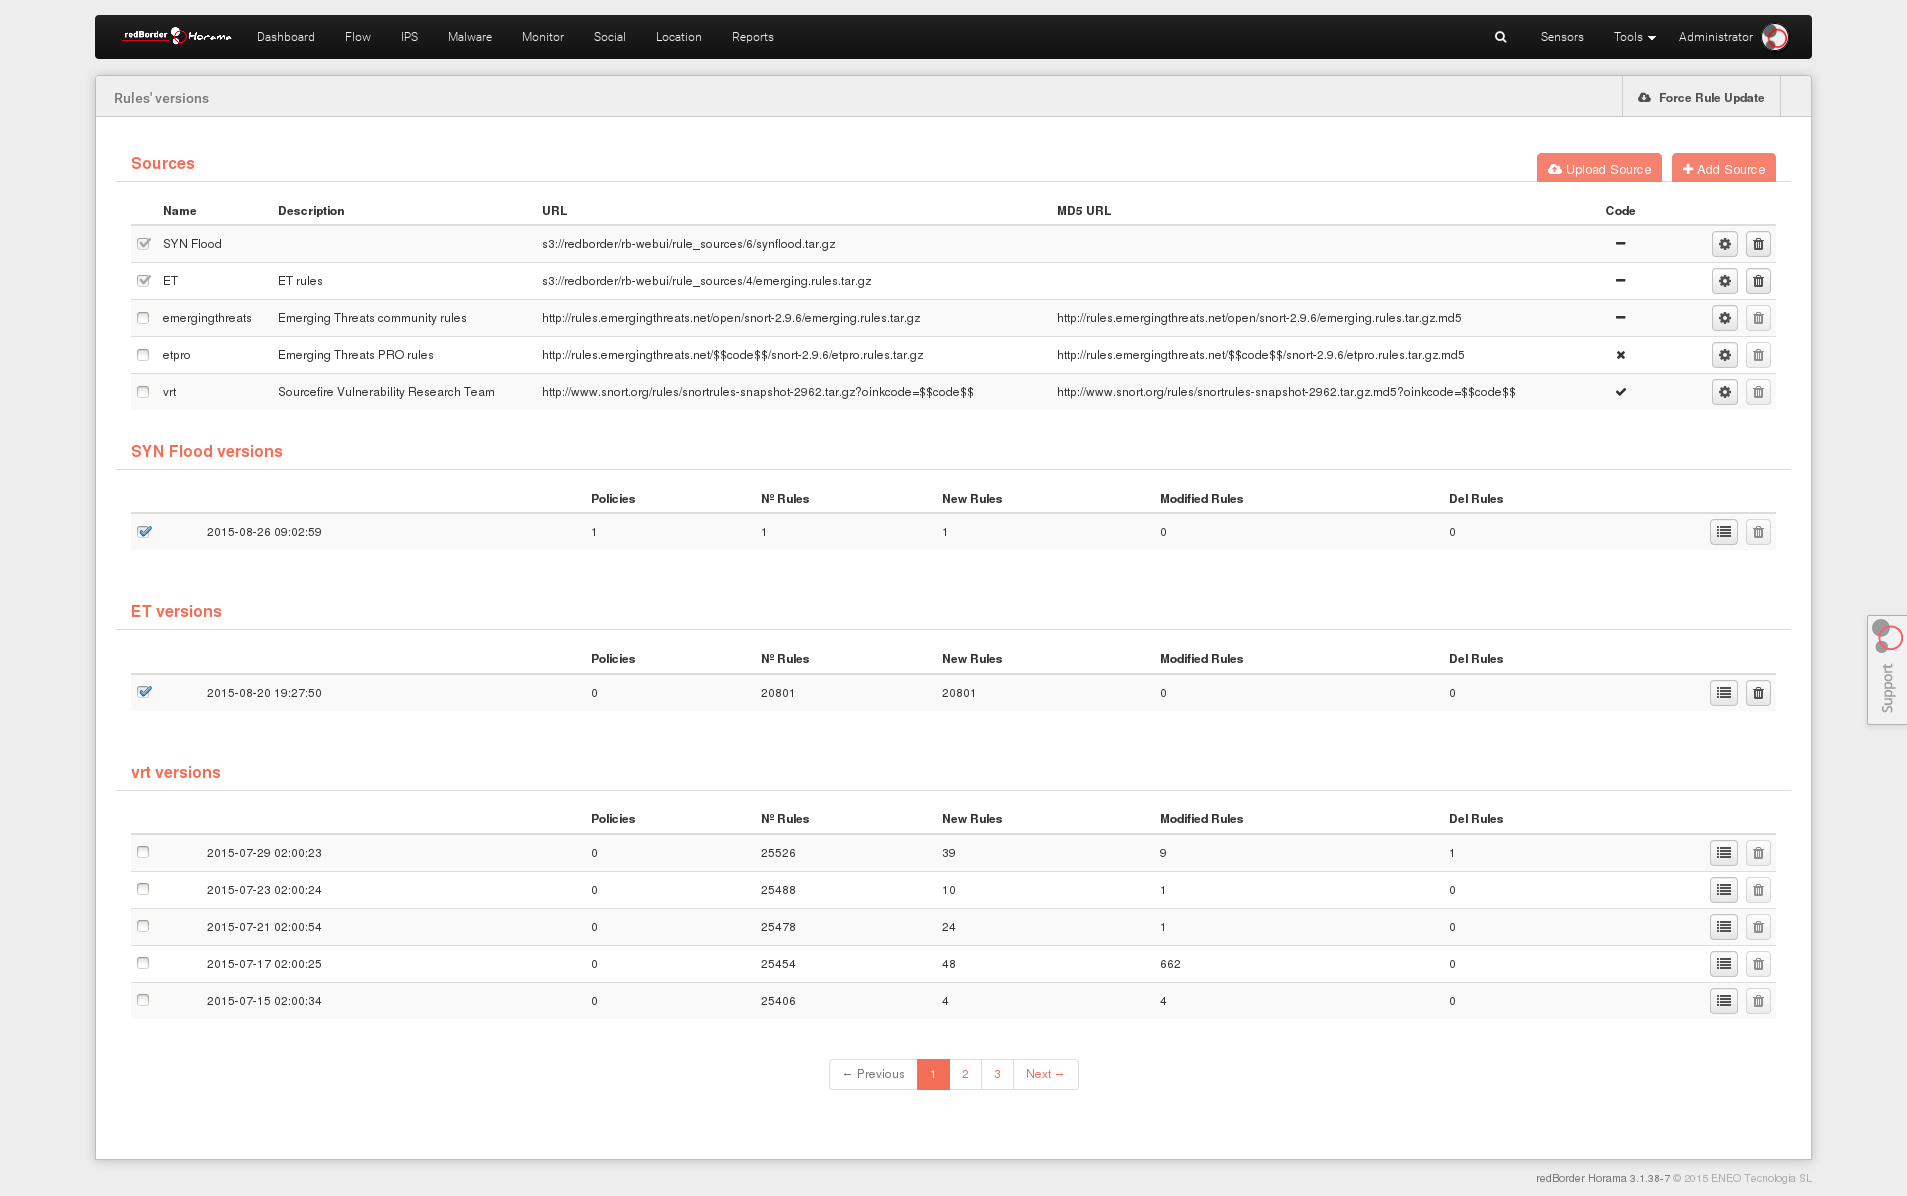 redBorder Horama Dashboard Flow IPS Malware Monitor Social Location Reports Sensors Tools Administrator
Rules' versions Force Rule Update
Sources Upload Source Add Source
Name Description URL MD5 URL Code
SYN Flood s3://redborder/rb-webui/rule_sources/6/synflood.tar.gz
ET ET rules s3://redborder/rb-webui/rule_sources/4/emerging.rules.tar.gz
emergingthreats Emerging Threats community rules http://rules.emergingthreats.net/open/snort-2.9.6/emerging.rules.tar.gz http://rules.emergingthreats.net/open/snort-2.9.6/emerging.rules.tar.gz.md5
etpro Emerging Threats PRO rules http://rules.emergingthreats.net/$$code$$/snort-2.9.6/etpro.rules.tar.gz http://rules.emergingthreats.net/$$code$$/snort-2.9.6/etpro.rules.tar.gz.md5
vrt Sourcefire Vulnerability Research Team http://www.snort.org/rules/snortrules-snapshot-2962.tar.gz?oinkcode=$$code$$ http://www.snort.org/rules/snortrules-snapshot-2962.tar.gz.md5?oinkcode=$$code$$
SYN Flood versions
Policies Nº Rules New Rules Modified Rules Del Rules
2015-08-26 09:02:59 1 1 1 0 0
ET versions
Policies Nº Rules New Rules Modified Rules Del Rules
2015-08-20 19:27:50 0 20801 20801 0 0
Support
vrt versions
Policies Nº Rules New Rules Modified Rules Del Rules
2015-07-29 02:00:23 0 25526 39 9 1
2015-07-23 02:00:24 0 25488 10 1 0
2015-07-21 02:00:54 0 25478 24 1 0
2015-07-17 02:00:25 0 25454 48 662 0
2015-07-15 02:00:34 0 25406 4 4 0
← Previous 1 2 3 Next →
redBorder Horama 3.1.38-7 © 2015 ENEO Tecnologia SL